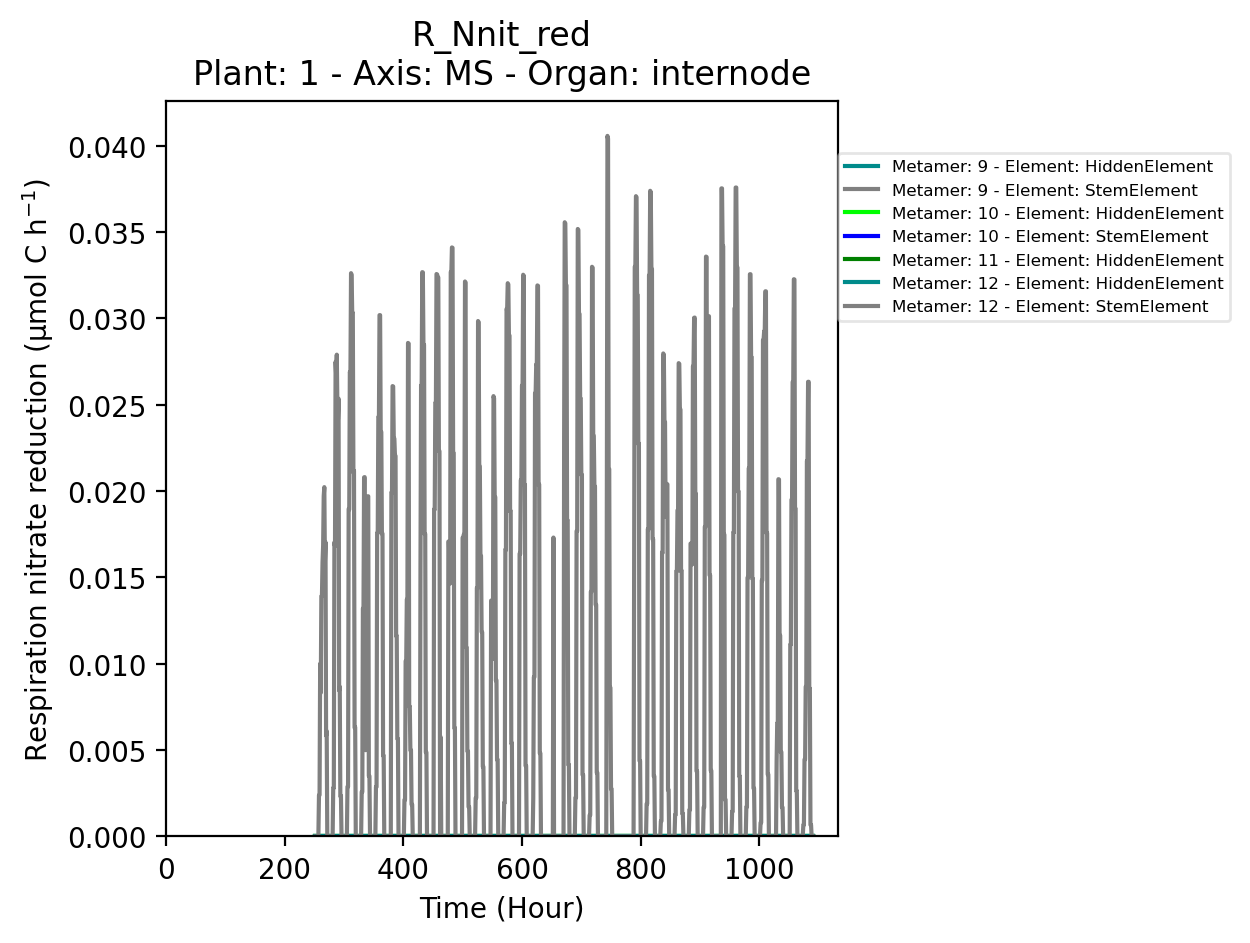 R_Nnit_red
Plant: 1 - Axis: MS - Organ: internode
Respiration nitrate reduction (µmol C h⁻¹)
0.040
0.035
0.030
0.025
0.020
0.015
0.010
0.005
0.000
0 200 400 600 800 1000
Time (Hour)
Metamer: 9 - Element: HiddenElement
Metamer: 9 - Element: StemElement
Metamer: 10 - Element: HiddenElement
Metamer: 10 - Element: StemElement
Metamer: 11 - Element: HiddenElement
Metamer: 12 - Element: HiddenElement
Metamer: 12 - Element: StemElement